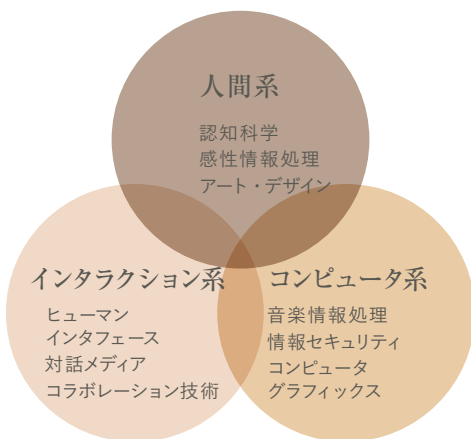 人間系
認知科学
感性情報処理
アート・デザイン
インタラクション系
ヒューマン
インタフェース
対話メディア
コラボレーション技術
コンピュータ系
音楽情報処理
情報セキュリティ
コンピュータ
グラフィックス